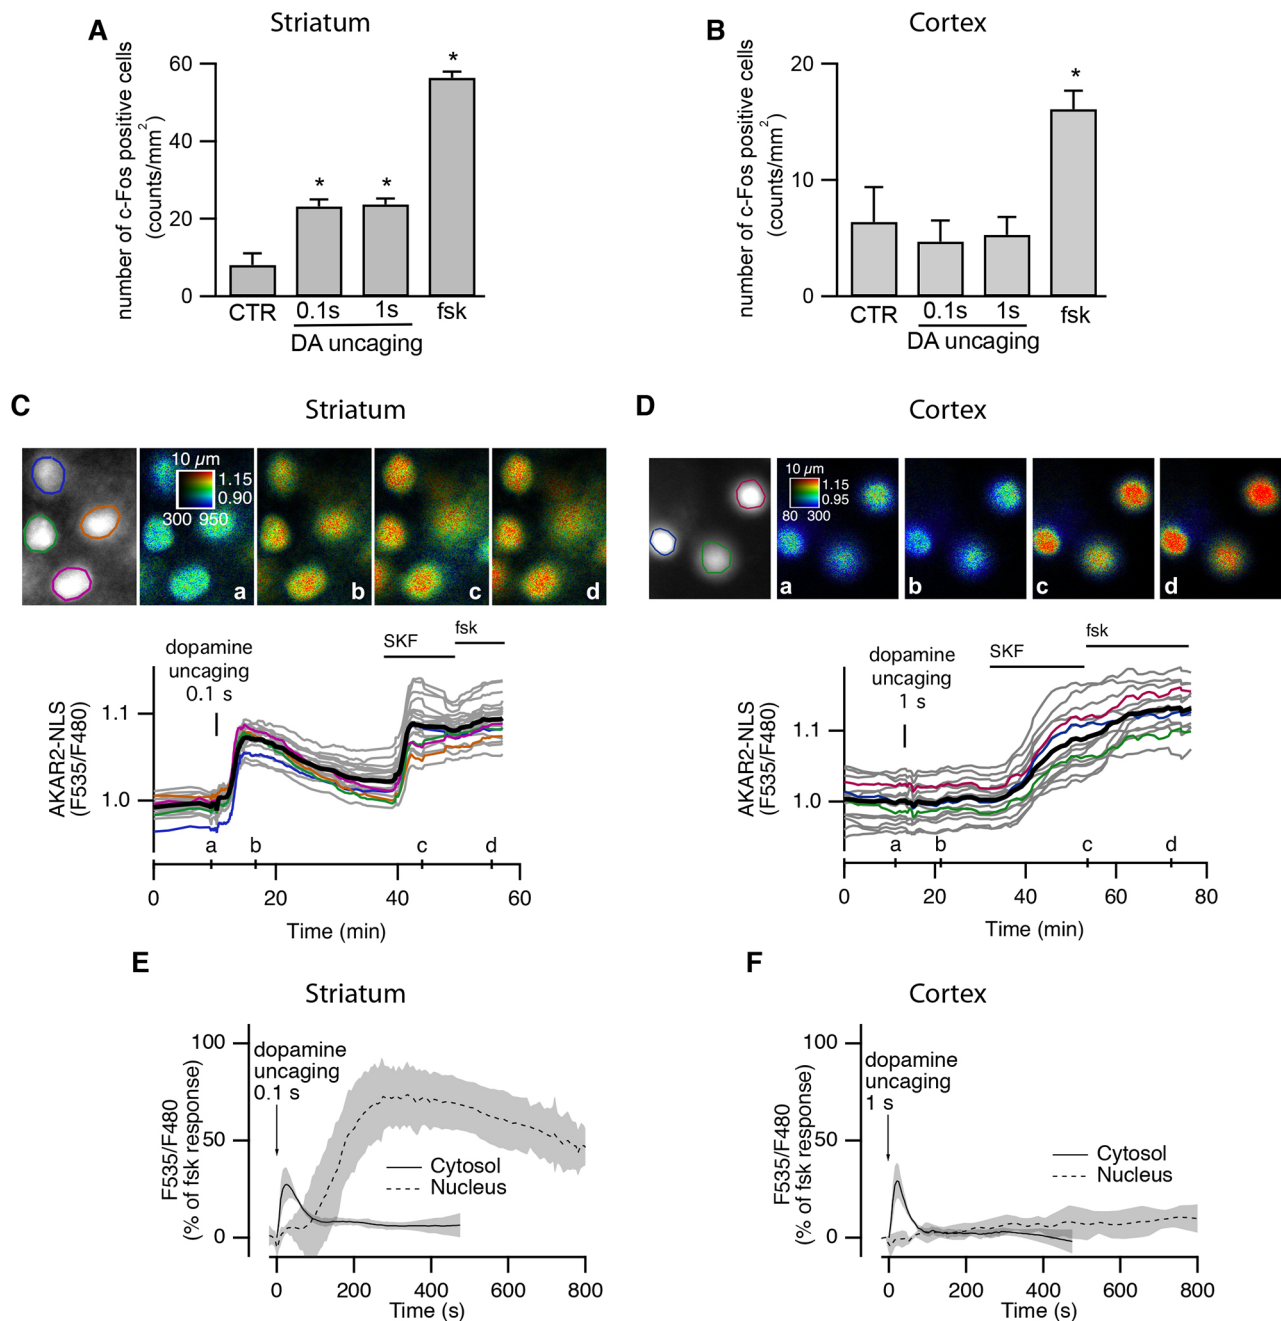 A
Striatum
number of c-Fos positive cells
(counts/mm²)
60
40
20
0
CTR
0.1s
1s
fsk
DA uncaging
*
*
*
B
Cortex
number of c-Fos positive cells
(counts/mm²)
20
10
0
CTR
0.1s
1s
fsk
DA uncaging
*
C
Striatum
10 µm
1.15
0.90
300 950
a
b
c
d
dopamine
uncaging
0.1 s
SKF
fsk
AKAR2-NLS
(F535/F480)
1.1
1.0
a
b
c
d
0
20
40
60
Time (min)
D
Cortex
10 µm
1.15
0.95
80 300
a
b
c
d
dopamine
uncaging
1 s
SKF
fsk
AKAR2-NLS
(F535/F480)
1.1
1.0
a
b
c
d
0
20
40
60
80
Time (min)
E
Striatum
F535/F480
(% of fsk response)
100
50
0
dopamine
uncaging
0.1 s
Cytosol
Nucleus
0
200
400
600
800
Time (s)
F
Cortex
F535/F480
(% of fsk response)
100
50
0
dopamine
uncaging
1 s
Cytosol
Nucleus
0
200
400
600
800
Time (s)